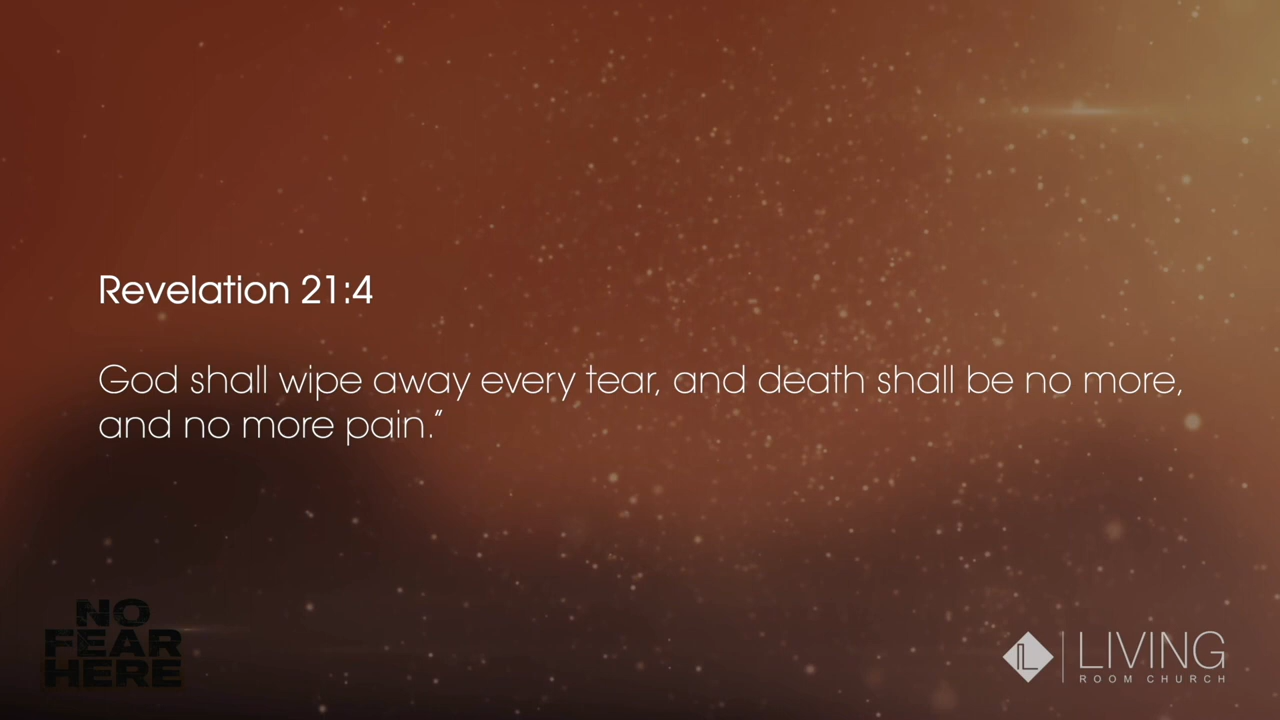 Revelation 21:4
God shall wipe away every tear, and death shall be no more,
and no more pain.”
NO
FEAR
HERE
LIVING
ROOM CHURCH